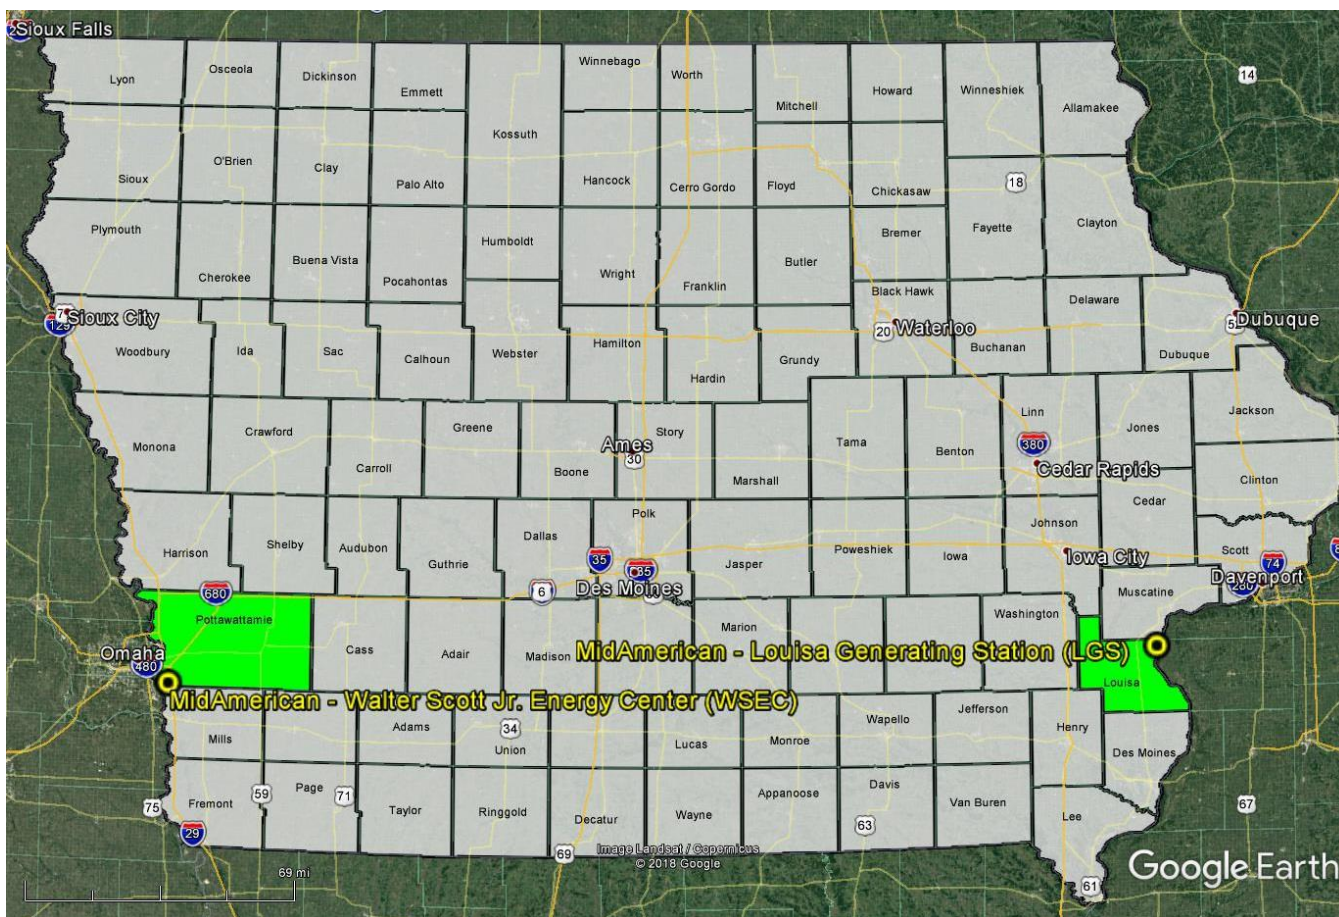 Sioux Falls
Lyon
Osceola
Dickinson
Emmett
Winnebago
Worth
Mitchell
Howard
Winneshiek
Allamakee
14
Kossuth
Sioux
O'Brien
Clay
Palo Alto
Hancock
Cerro Gordo
Floyd
Chickasaw
18
Plymouth
Cherokee
Buena Vista
Pocahontas
Humboldt
Wright
Franklin
Butler
Bremer
Fayette
Clayton
Black Hawk
Delaware
Sioux City
129
Woodbury
Ida
Sac
Calhoun
Webster
Hamilton
Hardin
Grundy
20
Waterloo
Buchanan
Dubuque
Dubuque
Monona
Crawford
Carroll
Greene
Boone
Ames
30
Story
Marshall
Tama
Benton
Linn
380
Cedar Rapids
Jones
Jackson
Clinton
Cedar
Harrison
Shelby
Audubon
Guthrie
Dallas
Polk
35
Des Moines
Jasper
Poweshiek
Iowa
Johnson
Iowa City
Scott
74
280
Davenport
Muscatine
680
6
Pottawattamie
Cass
Adair
Madison
Marion
Washington
Omaha
480
MidAmerican - Louisa Generating Station (LGS)
Louisa
MidAmerican - Walter Scott Jr. Energy Center (WSEC)
Mills
Adams
34
Union
Lucas
Monroe
Wapello
Jefferson
Henry
Des Moines
75
Fremont
59
Page
71
Taylor
Ringgold
Decatur
Wayne
Appanoose
Davis
63
Van Buren
Lee
67
29
69
61
Image Landsat / Copernicus
© 2018 Google
Google Earth
69 mi